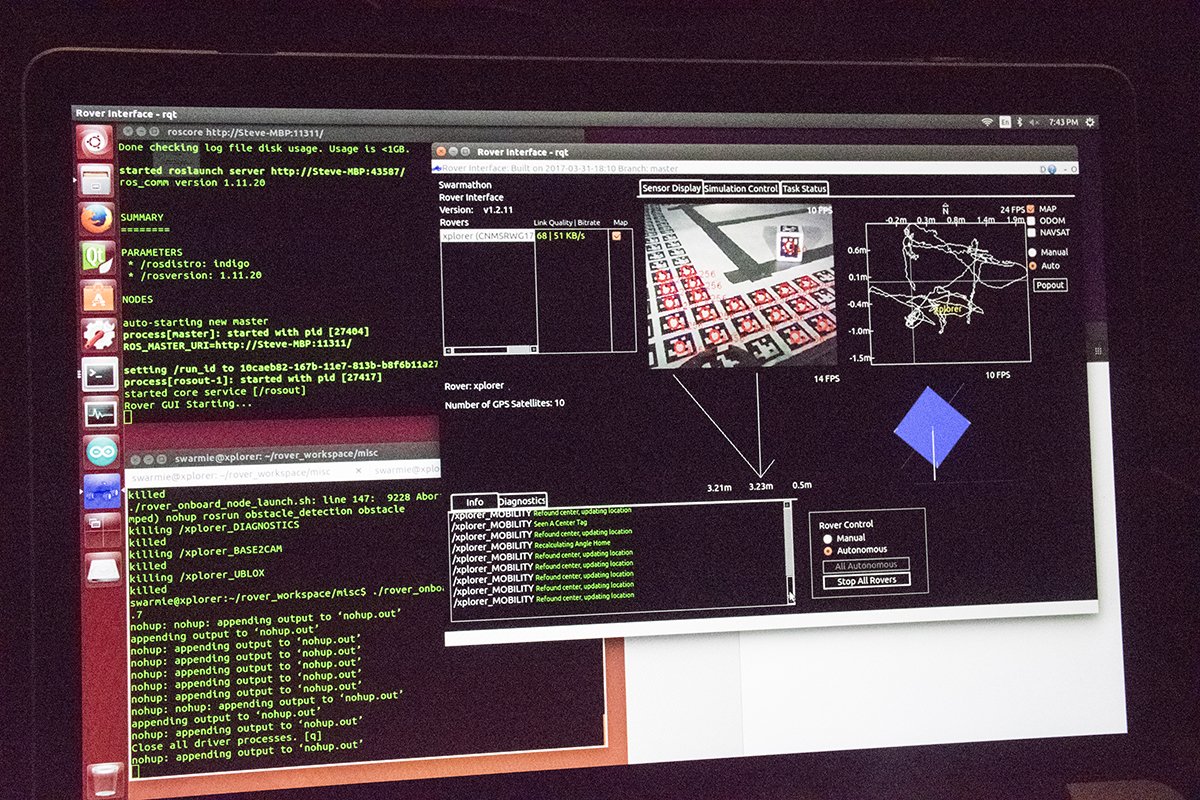 Rover Interface - rqt
En
7:43 PM
roscore http://Steve-MBP:11311/
Done checking log file disk usage. Usage is <1GB.
started roslaunch server http://Steve-MBP:43587/
ros_comm version 1.11.20
SUMMARY
========
PARAMETERS
* /rosdistro: indigo
* /rosversion: 1.11.20
NODES
auto-starting new master
process[master]: started with pid [27404]
ROS_MASTER_URI=http://Steve-MBP:11311/
setting /run_id to 10caeb82-167b-11e7-813b-b8f6b11a27
process[rosout-1]: started with pid [27417]
started core service [/rosout]
Rover GUI Starting...
swarmie@xplorer: ~/rover_workspace/misc
swarmie@xplorer: ~/rover_workspace/misc
swarmie@xplo
killed
./rover_onboard_node_launch.sh: line 147:  9228 Abor
mped) nohup rosrun obstacle_detection obstacle
killing /xplorer_DIAGNOSTICS
killed
killing /xplorer_BASE2CAM
killed
killing /xplorer_UBLOX
killed
swarmie@xplorer:~/rover_workspace/misc$ ./rover_onbo
.7
nohup: nohup: appending output to ‘nohup.out’
appending output to ‘nohup.out’
nohup: appending output to ‘nohup.out’
nohup: appending output to ‘nohup.out’
nohup: appending output to ‘nohup.out’
nohup: appending output to ‘nohup.out’
nohup: appending output to ‘nohup.out’
nohup: nohup: appending output to ‘nohup.out’
appending output to ‘nohup.out’
nohup: appending output to ‘nohup.out’
Close all driver processes. [q]
nohup: appending output to ‘nohup.out’
Rover Interface - rqt
Rover Interface: Built on 2017-03-31-18:10 Branch: master
D - O
Swarmathon
Rover Interface
Version: v1.2.11
Rovers
Link Quality | Bitrate
Map
xplorer (CNMSRWG17
68 | 51 KB/s
Sensor Display
Simulation Control
Task Status
10 FPS
256
256
N
24 FPS
-0.2m 0.3m 0.8m 1.4m 1.9m
0.6m
0.1m
-0.4m
-1.0m
-1.5m
xplorer
MAP
ODOM
NAVSAT
Manual
Auto
Popout
Rover: xplorer
Number of GPS Satellites: 10
14 FPS
10 FPS
3.21m 3.23m 0.5m
Info
Diagnostics
/xplorer_MOBILITY Refound center, updating location
/xplorer_MOBILITY Seen A Center Tag
/xplorer_MOBILITY Refound center, updating location
/xplorer_MOBILITY Recalculating Angle Home
/xplorer_MOBILITY Refound center, updating location
/xplorer_MOBILITY Refound center, updating location
/xplorer_MOBILITY Refound center, updating location
/xplorer_MOBILITY Refound center, updating location
/xplorer_MOBILITY Refound center, updating location
Rover Control
Manual
Autonomous
All Autonomous
Stop All Rovers